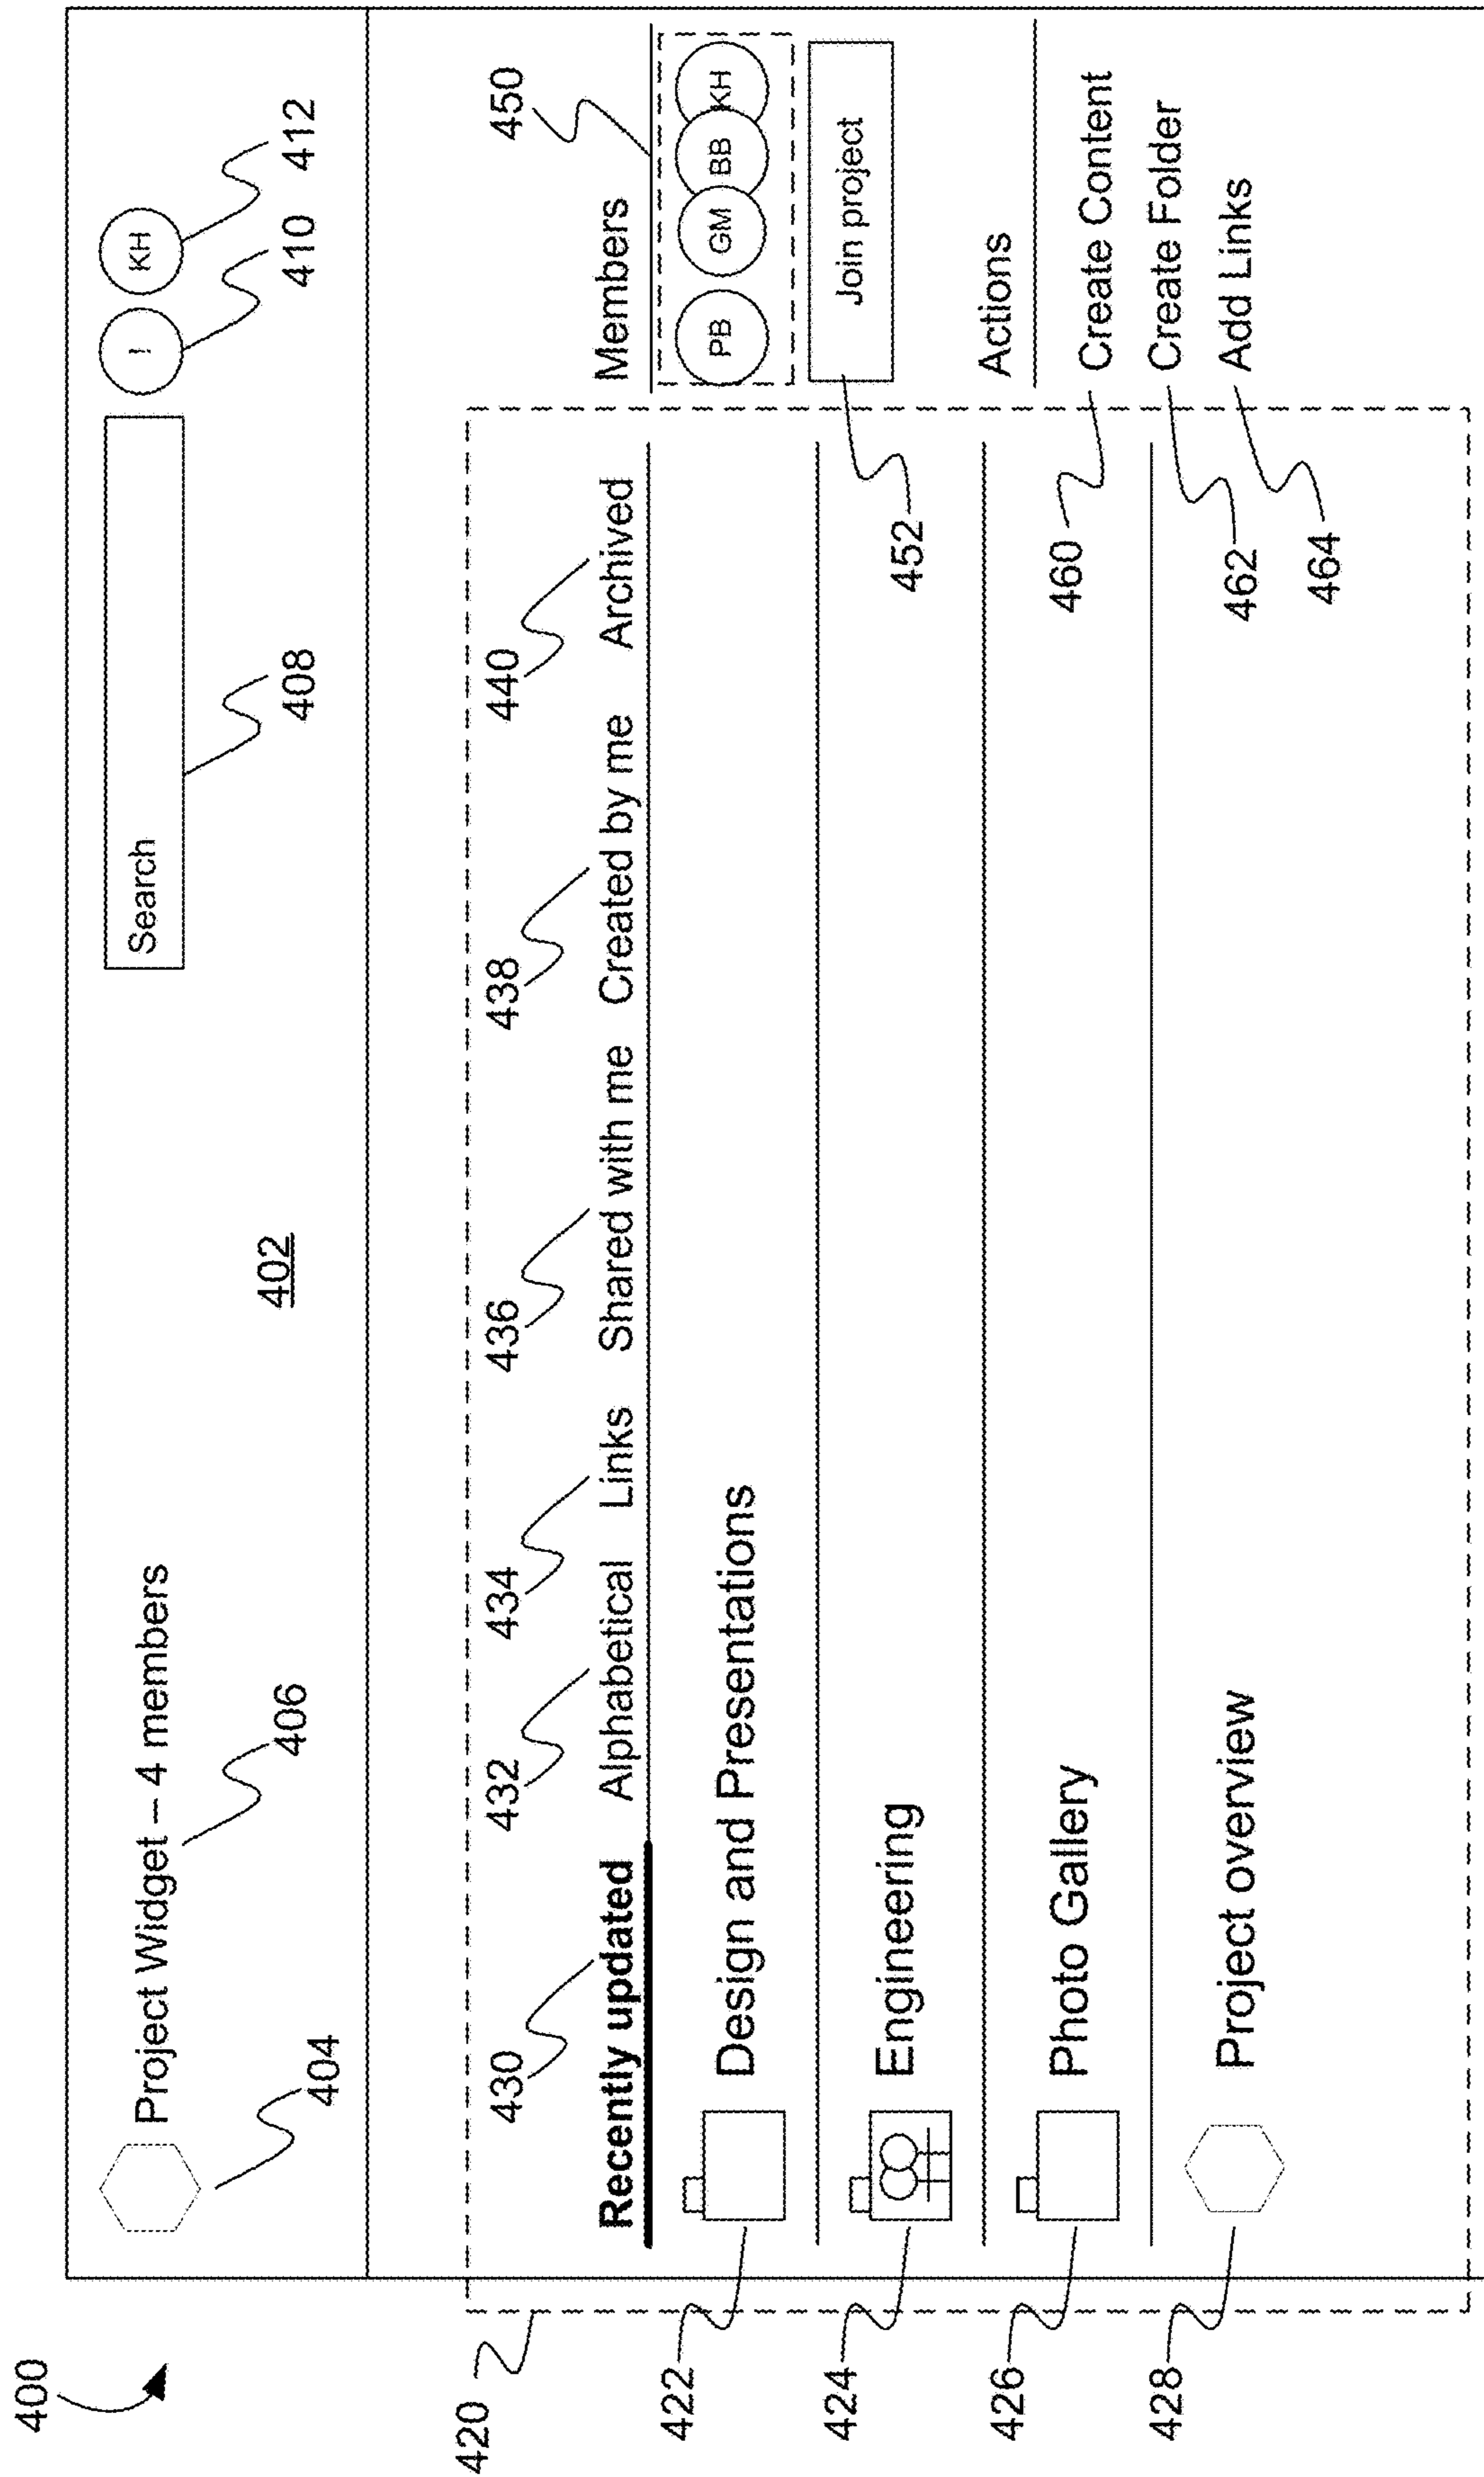 400
Project Widget – 4 members
Search
!
KH
404
406
402
408
410
412
420
430
432
434
436
438
440
450
Recently updated
Alphabetical
Links
Shared with me
Created by me
Archived
Members
422
Design and Presentations
PB
GM
BB
KH
Join project
424
Engineering
452
Actions
426
Photo Gallery
460
Create Content
428
Project overview
462
Create Folder
464
Add Links